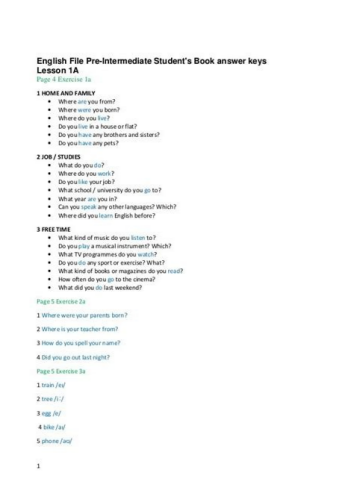 English File Pre-Intermediate Student's Book answer keys
Lesson 1A
Page 4 Exercise 1a
1 HOME AND FAMILY
• Where are you from?
• Where were you born?
• Where do you live?
• Do you live in a house or flat?
• Do you have any brothers and sisters?
• Do you have any pets?
2 JOB / STUDIES
• What do you do?
• Where do you work?
• Do you like your job?
• What school / university do you go to?
• What year are you in?
• Can you speak any other languages? Which?
• Where did you learn English before?
3 FREE TIME
• What kind of music do you listen to?
• Do you play a musical instrument? Which?
• What TV programmes do you watch?
• Do you do any sport or exercise? What?
• What kind of books or magazines do you read?
• How often do you go to the cinema?
• What did you do last weekend?
Page 5 Exercise 2a
1 Where were your parents born?
2 Where is your teacher from?
3 How do you spell your name?
4 Did you go out last night?
Page 5 Exercise 3a
1 train /eɪ/
2 tree
3 egg /e/
4 bike /aɪ/
5 phone
1